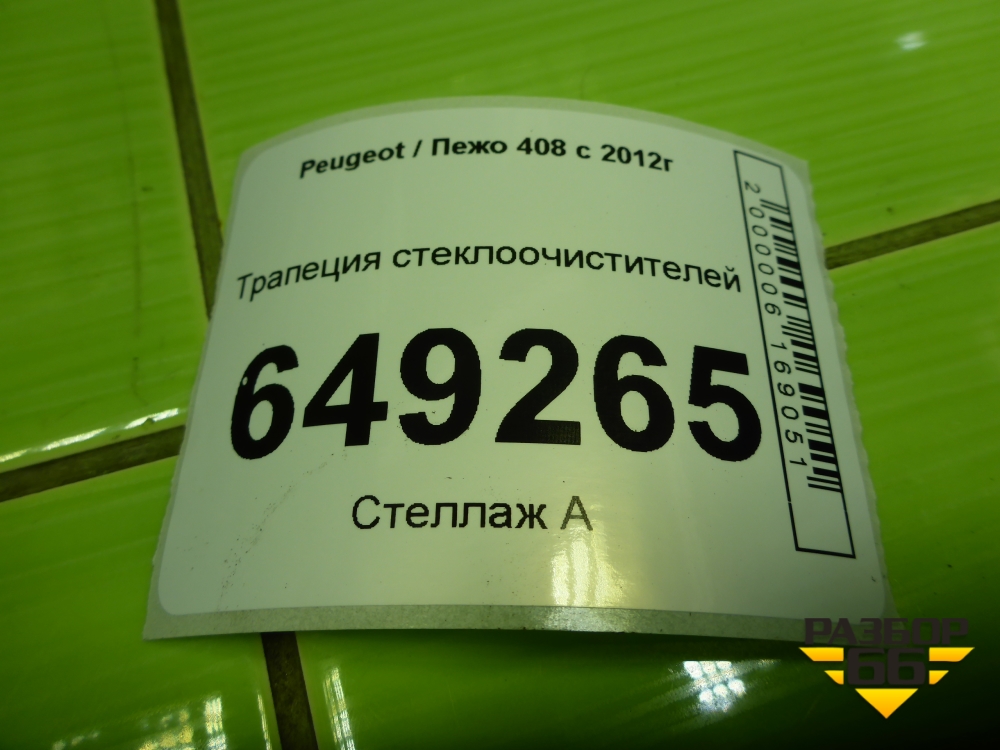 Peugeot / Пежо 408 с 2012г
Трапеция стеклоочистителей
649265
Стеллаж А
2000006169051
РАЗБОР
66